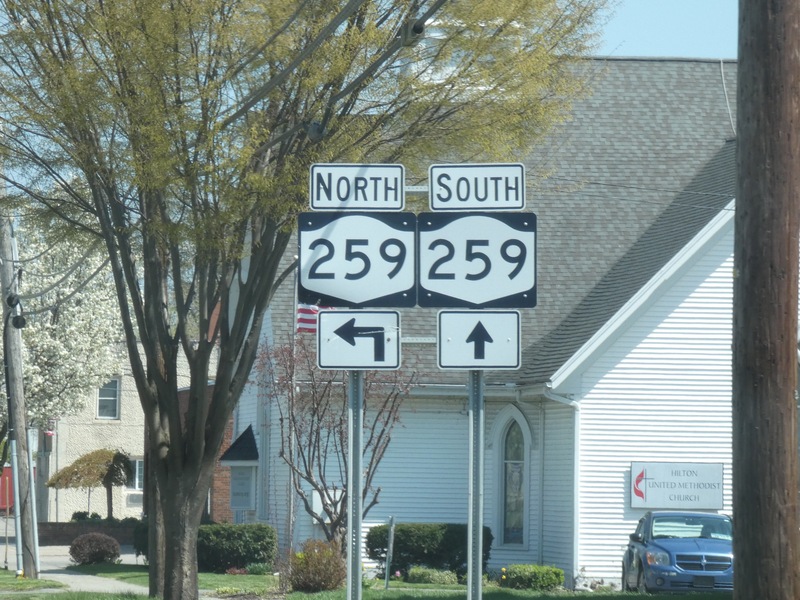 NORTH
SOUTH
259
259
HILTON
UNITED METHODIST
CHURCH